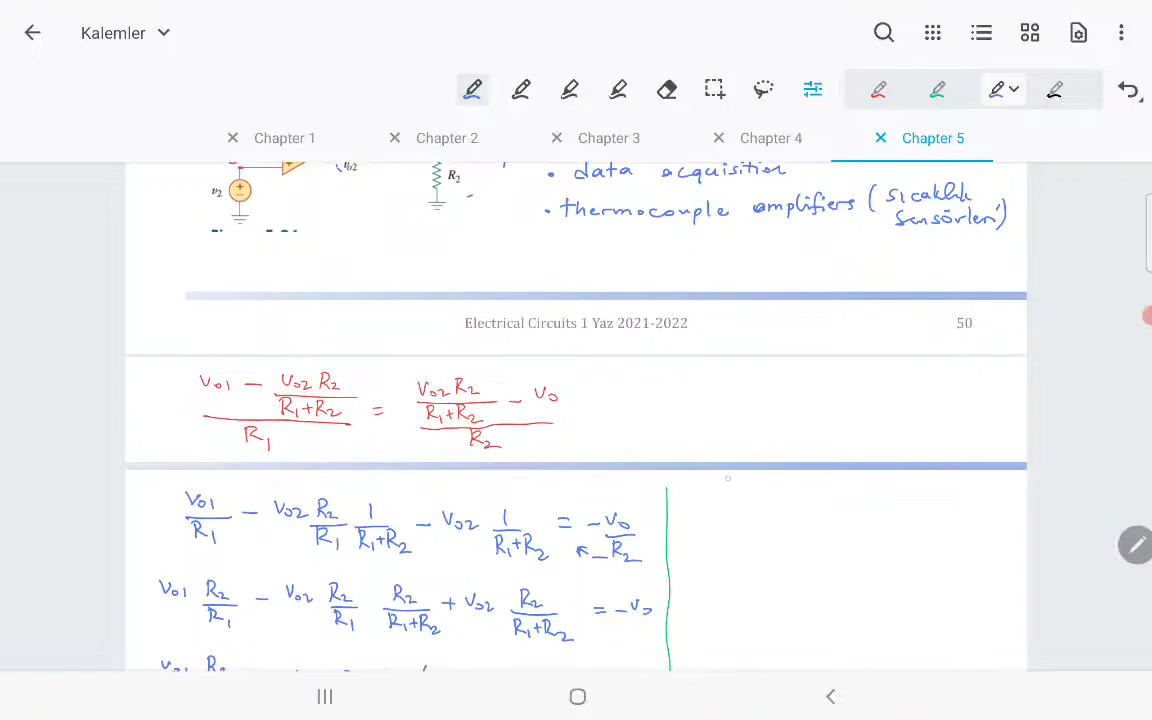 Kalemler
Chapter 1
Chapter 2
Chapter 3
Chapter 4
Chapter 5
v2
R2
• data acquisition
• thermocouple amplifiers (sıcaklık sensörleri)
Electrical Circuits 1 Yaz 2021-2022
50
(Vo1 - (Vo2 R2)/(R1+R2))/R1 = ((Vo2 R2)/(R1+R2) - Vo)/R2
Vo1/R1 - Vo2 R2/R1 1/(R1+R2) - Vo2 1/(R1+R2) = -Vo/R2
Vo1 R2/R1 - Vo2 R2/R1 R2/(R1+R2) + Vo2 R2/(R1+R2) = -Vo